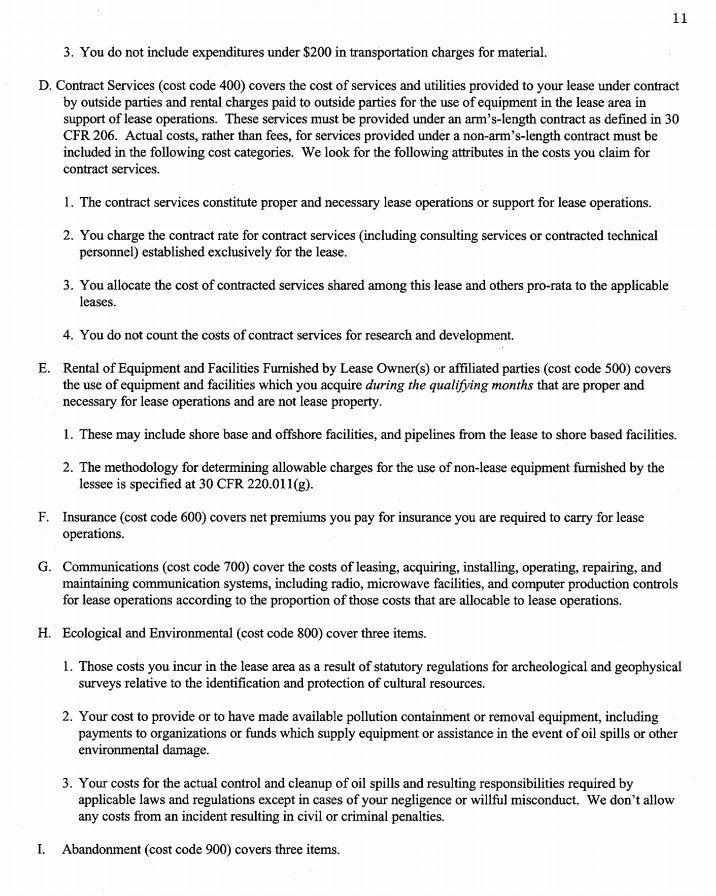 11
3. You do not include expenditures under $200 in transportation charges for material.
D. Contract Services (cost code 400) covers the cost of services and utilities provided to your lease under contract
by outside parties and rental charges paid to outside parties for the use of equipment in the lease area in
support of lease operations. These services must be provided under an arm's-length contract as defined in 30
CFR 206. Actual costs, rather than fees, for services provided under a non-arm's-length contract must be
included in the following cost categories. We look for the following attributes in the costs you claim for
contract services.
1. The contract services constitute proper and necessary lease operations or support for lease operations.
2. You charge the contract rate for contract services (including consulting services or contracted technical
personnel) established exclusively for the lease.
3. You allocate the cost of contracted services shared among this lease and others pro-rata to the applicable
leases.
4. You do not count the costs of contract services for research and development.
E. Rental of Equipment and Facilities Furnished by Lease Owner(s) or affiliated parties (cost code 500) covers
the use of equipment and facilities which you acquire during the qualifying months that are proper and
necessary for lease operations and are not lease property.
1. These may include shore base and offshore facilities, and pipelines from the lease to shore based facilities.
2. The methodology for determining allowable charges for the use of non-lease equipment furnished by the
lessee is specified at 30 CFR 220.011(g).
F. Insurance (cost code 600) covers net premiums you pay for insurance you are required to carry for lease
operations.
G. Communications (cost code 700) cover the costs of leasing, acquiring, installing, operating, repairing, and
maintaining communication systems, including radio, microwave facilities, and computer production controls
for lease operations according to the proportion of those costs that are allocable to lease operations.
H. Ecological and Environmental (cost code 800) cover three items.
1. Those costs you incur in the lease area as a result of statutory regulations for archeological and geophysical
surveys relative to the identification and protection of cultural resources.
2. Your cost to provide or to have made available pollution containment or removal equipment, including
payments to organizations or funds which supply equipment or assistance in the event of oil spills or other
environmental damage.
3. Your costs for the actual control and cleanup of oil spills and resulting responsibilities required by
applicable laws and regulations except in cases of your negligence or willful misconduct. We don't allow
any costs from an incident resulting in civil or criminal penalties.
I. Abandonment (cost code 900) covers three items.